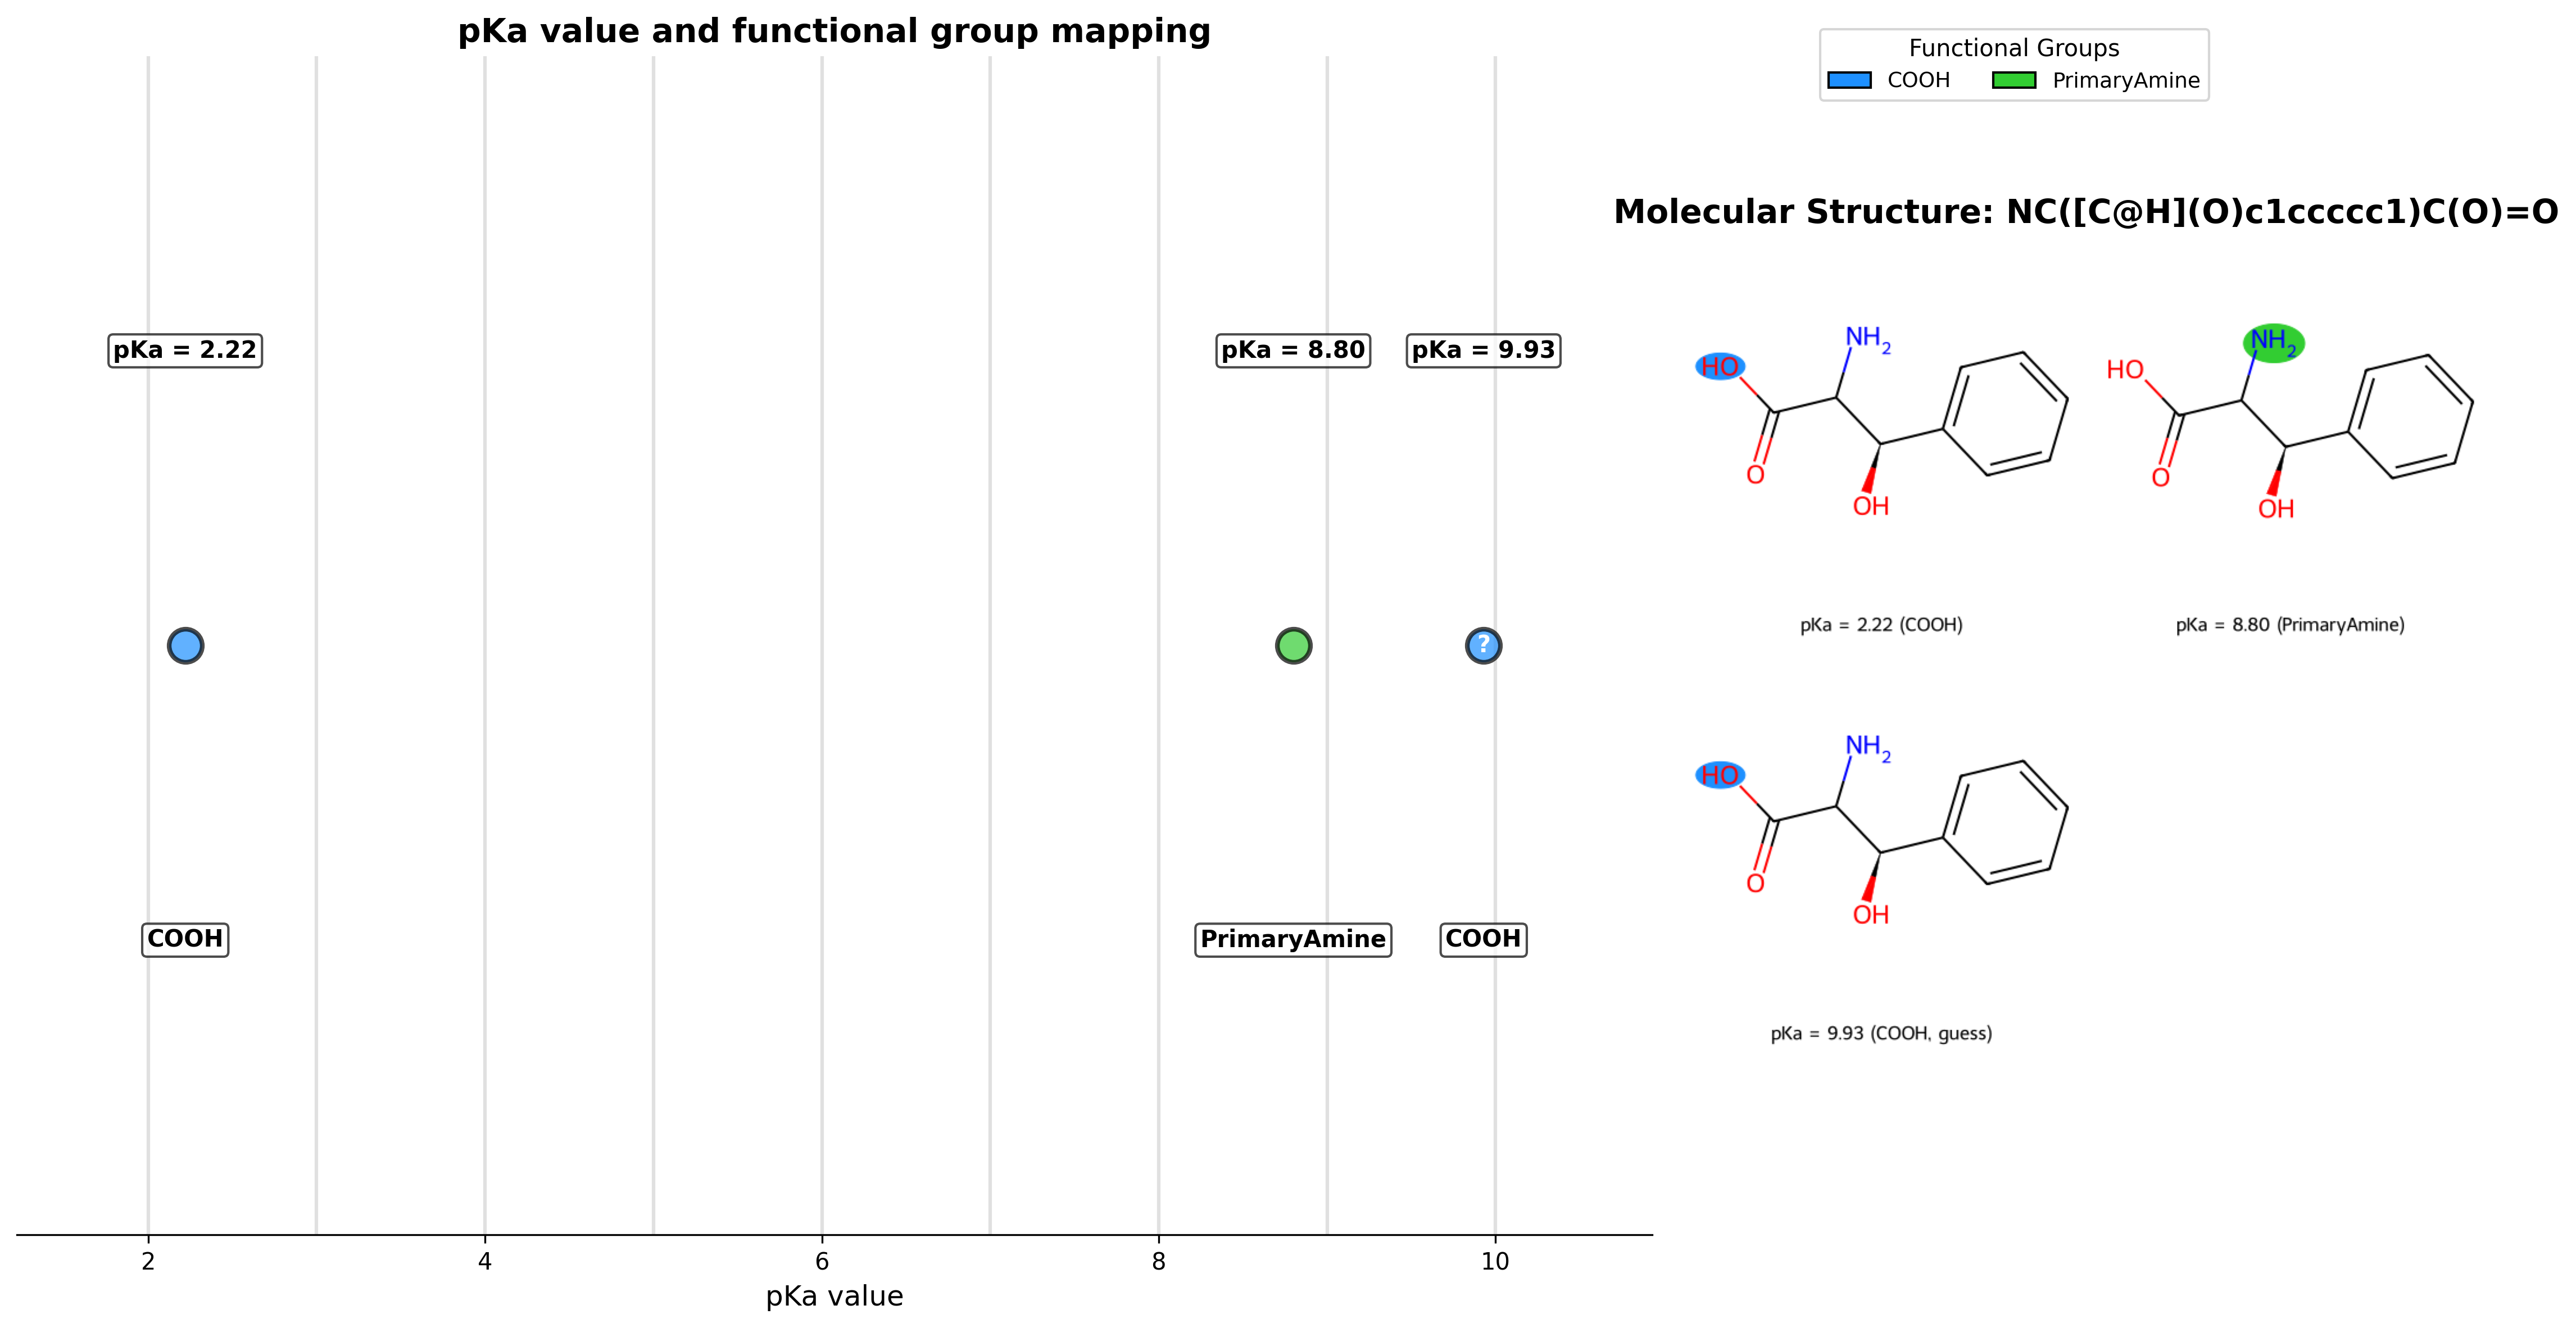 pKa value and functional group mapping
Functional Groups
COOH PrimaryAmine
Molecular Structure: NC([C@H](O)c1ccccc1)C(O)=O
pKa = 2.22 pKa = 8.80 pKa = 9.93
?
COOH PrimaryAmine COOH
2 4 6 8 10
pKa value
NH2
HO
O
OH
pKa = 2.22 (COOH)
NH2
HO
O
OH
pKa = 8.80 (PrimaryAmine)
NH2
HO
O
OH
pKa = 9.93 (COOH, guess)